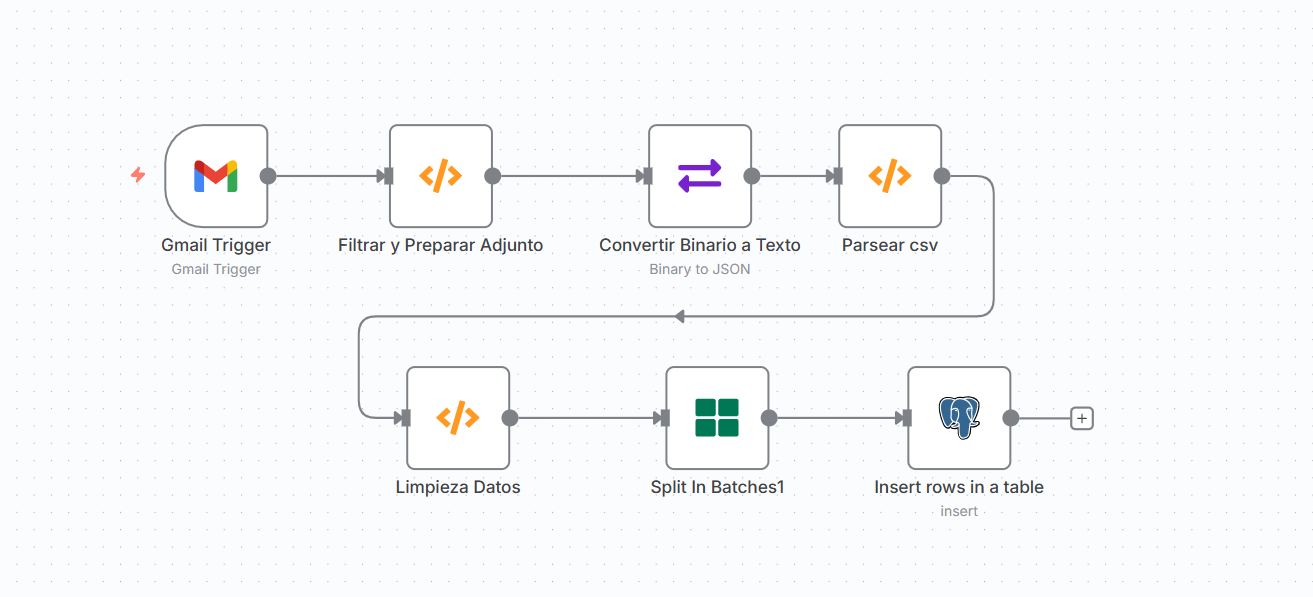 Gmail Trigger
Gmail Trigger
Filtrar y Preparar Adjunto
Convertir Binario a Texto
Binary to JSON
Parsear csv
Limpieza Datos
Split In Batches1
Insert rows in a table
insert